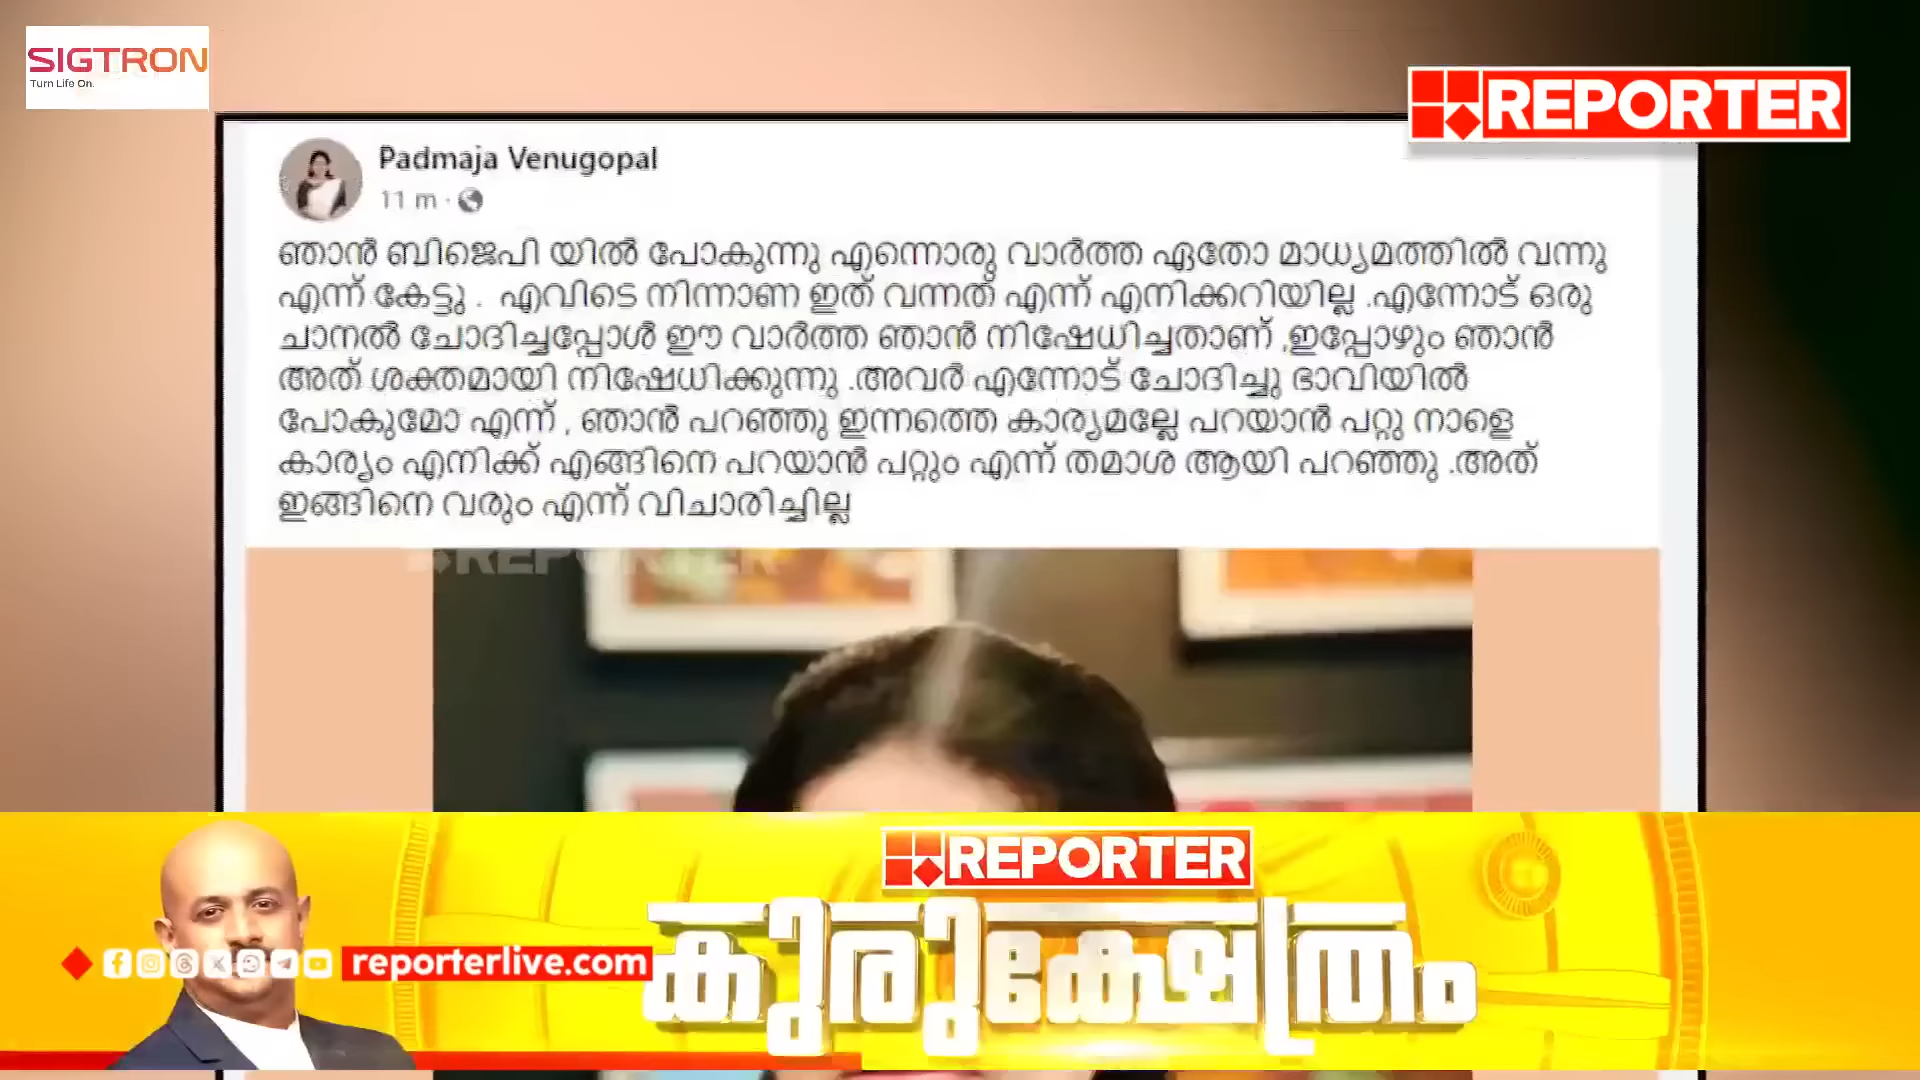 SIGTRON
Turn Life On.
REPORTER
Padmaja Venugopal
11 m
ഞാൻ ബിജെപി യിൽ പോകുന്നു എന്നൊരു വാർത്ത ഏതോ മാധ്യമത്തിൽ വന്നു
എന്ന് കേട്ടു . എവിടെ നിന്നാണ ഇത് വന്നത് എന്ന് എനിക്കറിയില്ല .എന്നോട് ഒരു
ചാനൽ ചോദിച്ചപ്പോൾ ഈ വാർത്ത ഞാൻ നിഷേധിച്ചതാണ് ,ഇപ്പോഴും ഞാൻ
അത് ശക്തമായി നിഷേധിക്കുന്നു .അവർ എന്നോട് ചോദിച്ചു ഭാവിയിൽ
പോകുമോ എന്ന് , ഞാൻ പറഞ്ഞു ഇന്നത്തെ കാര്യമല്ലേ പറയാൻ പറ്റു നാളെ
കാര്യം എനിക്ക് എങ്ങിനെ പറയാൻ പറ്റും എന്ന് തമാശ ആയി പറഞ്ഞു .അത്
ഇങ്ങിനെ വരും എന്ന് വിചാരിച്ചില്ല
REPORTER
REPORTER
കുരുക്ഷേത്രം
reporterlive.com